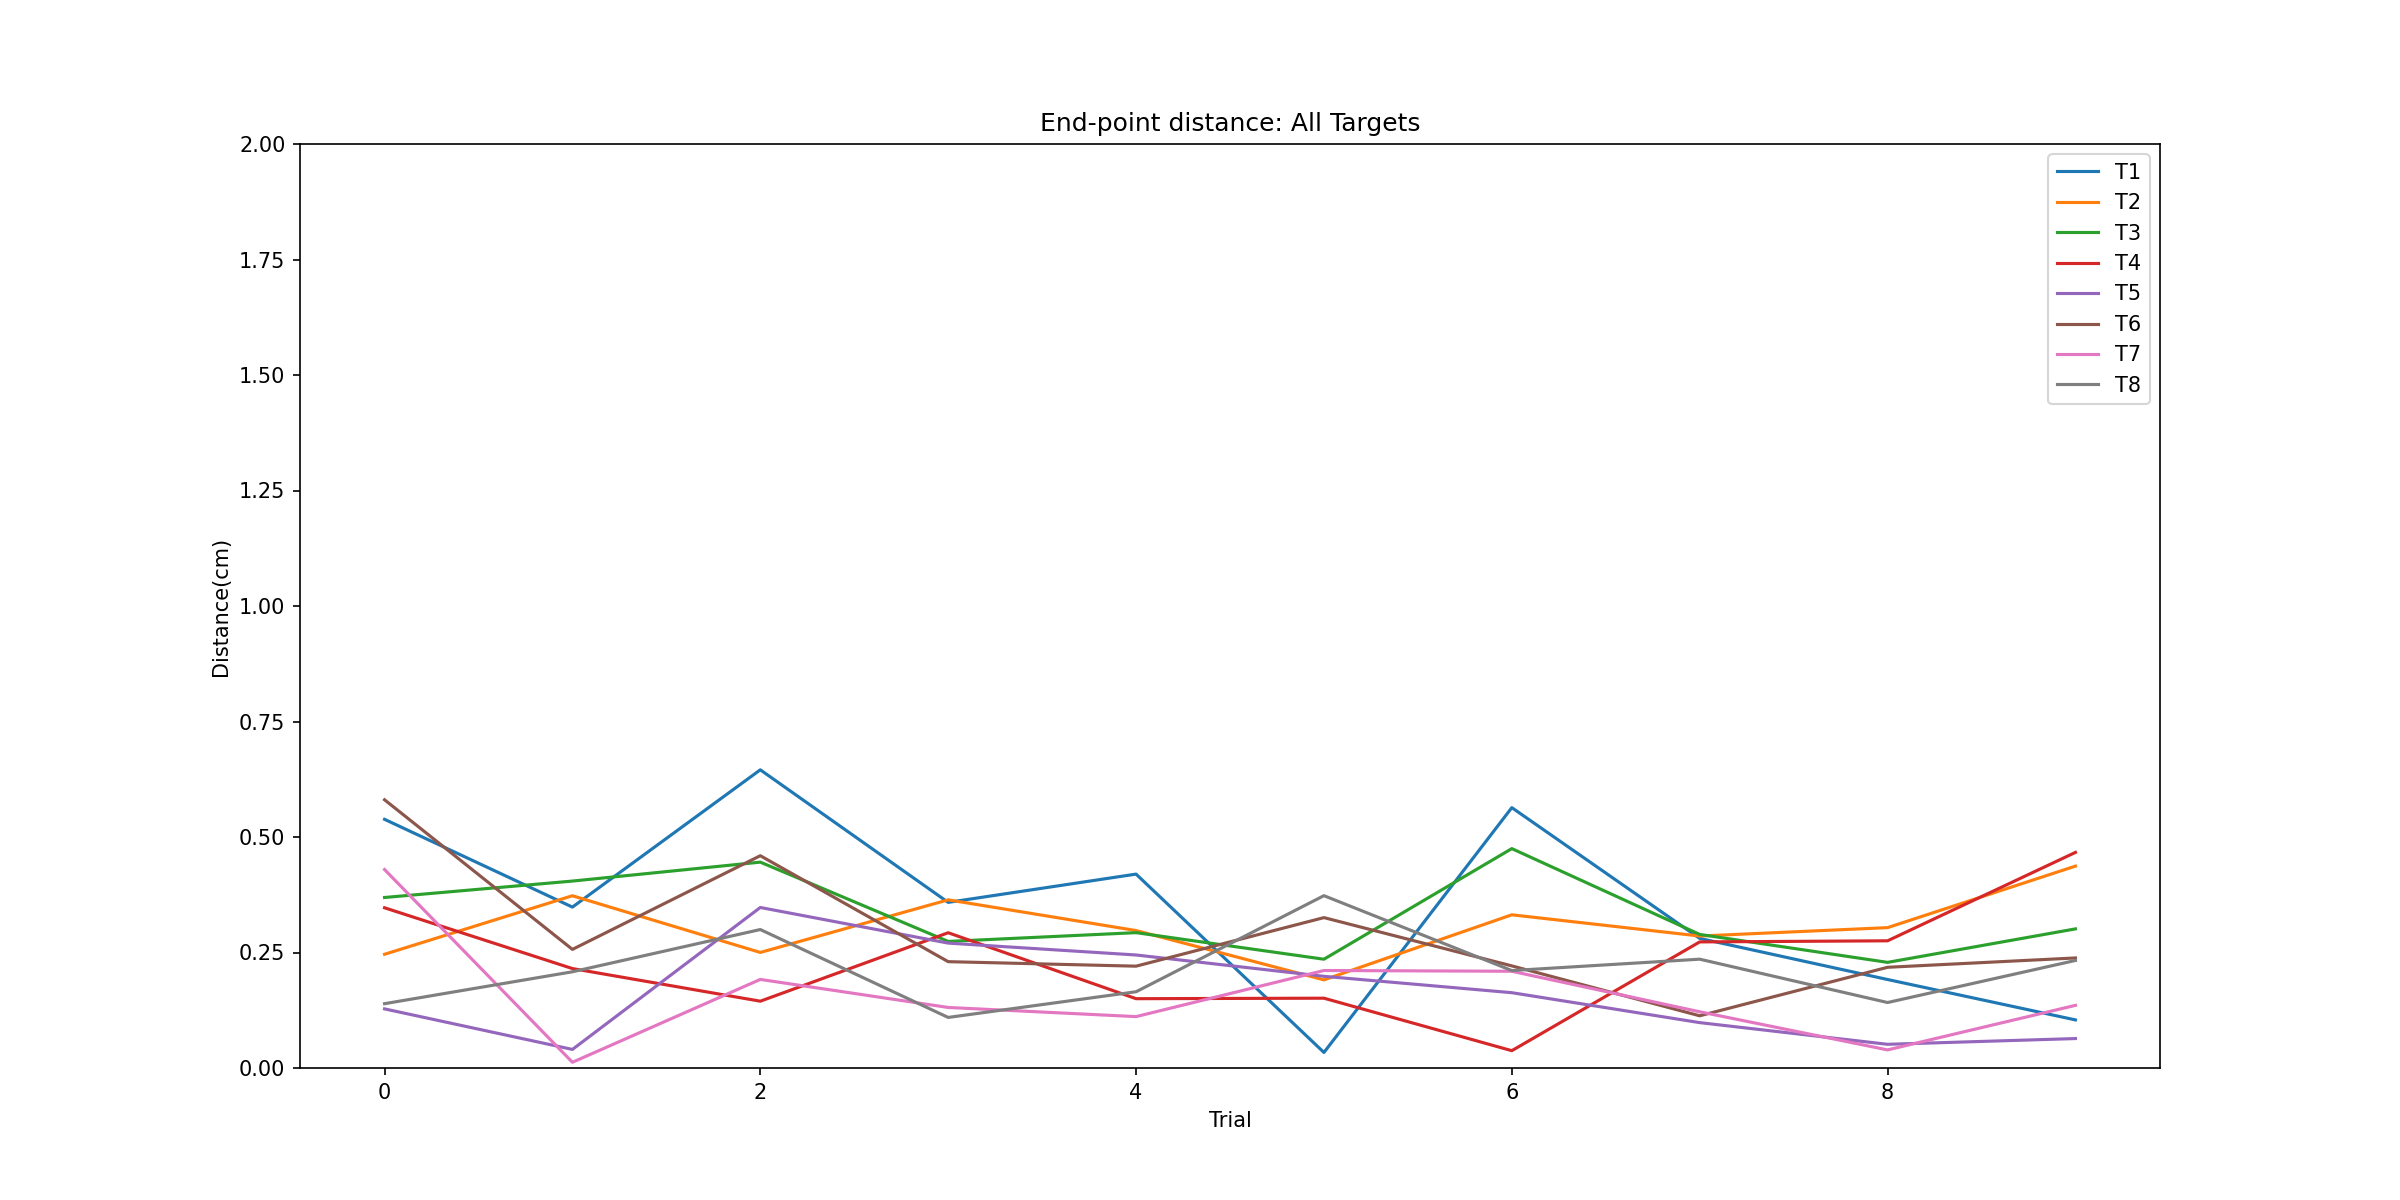 End-point distance: All Targets
2.00
1.75
1.50
1.25
1.00
0.75
0.50
0.25
0.00
Distance(cm)
0 2 4 6 8
Trial
T1
T2
T3
T4
T5
T6
T7
T8